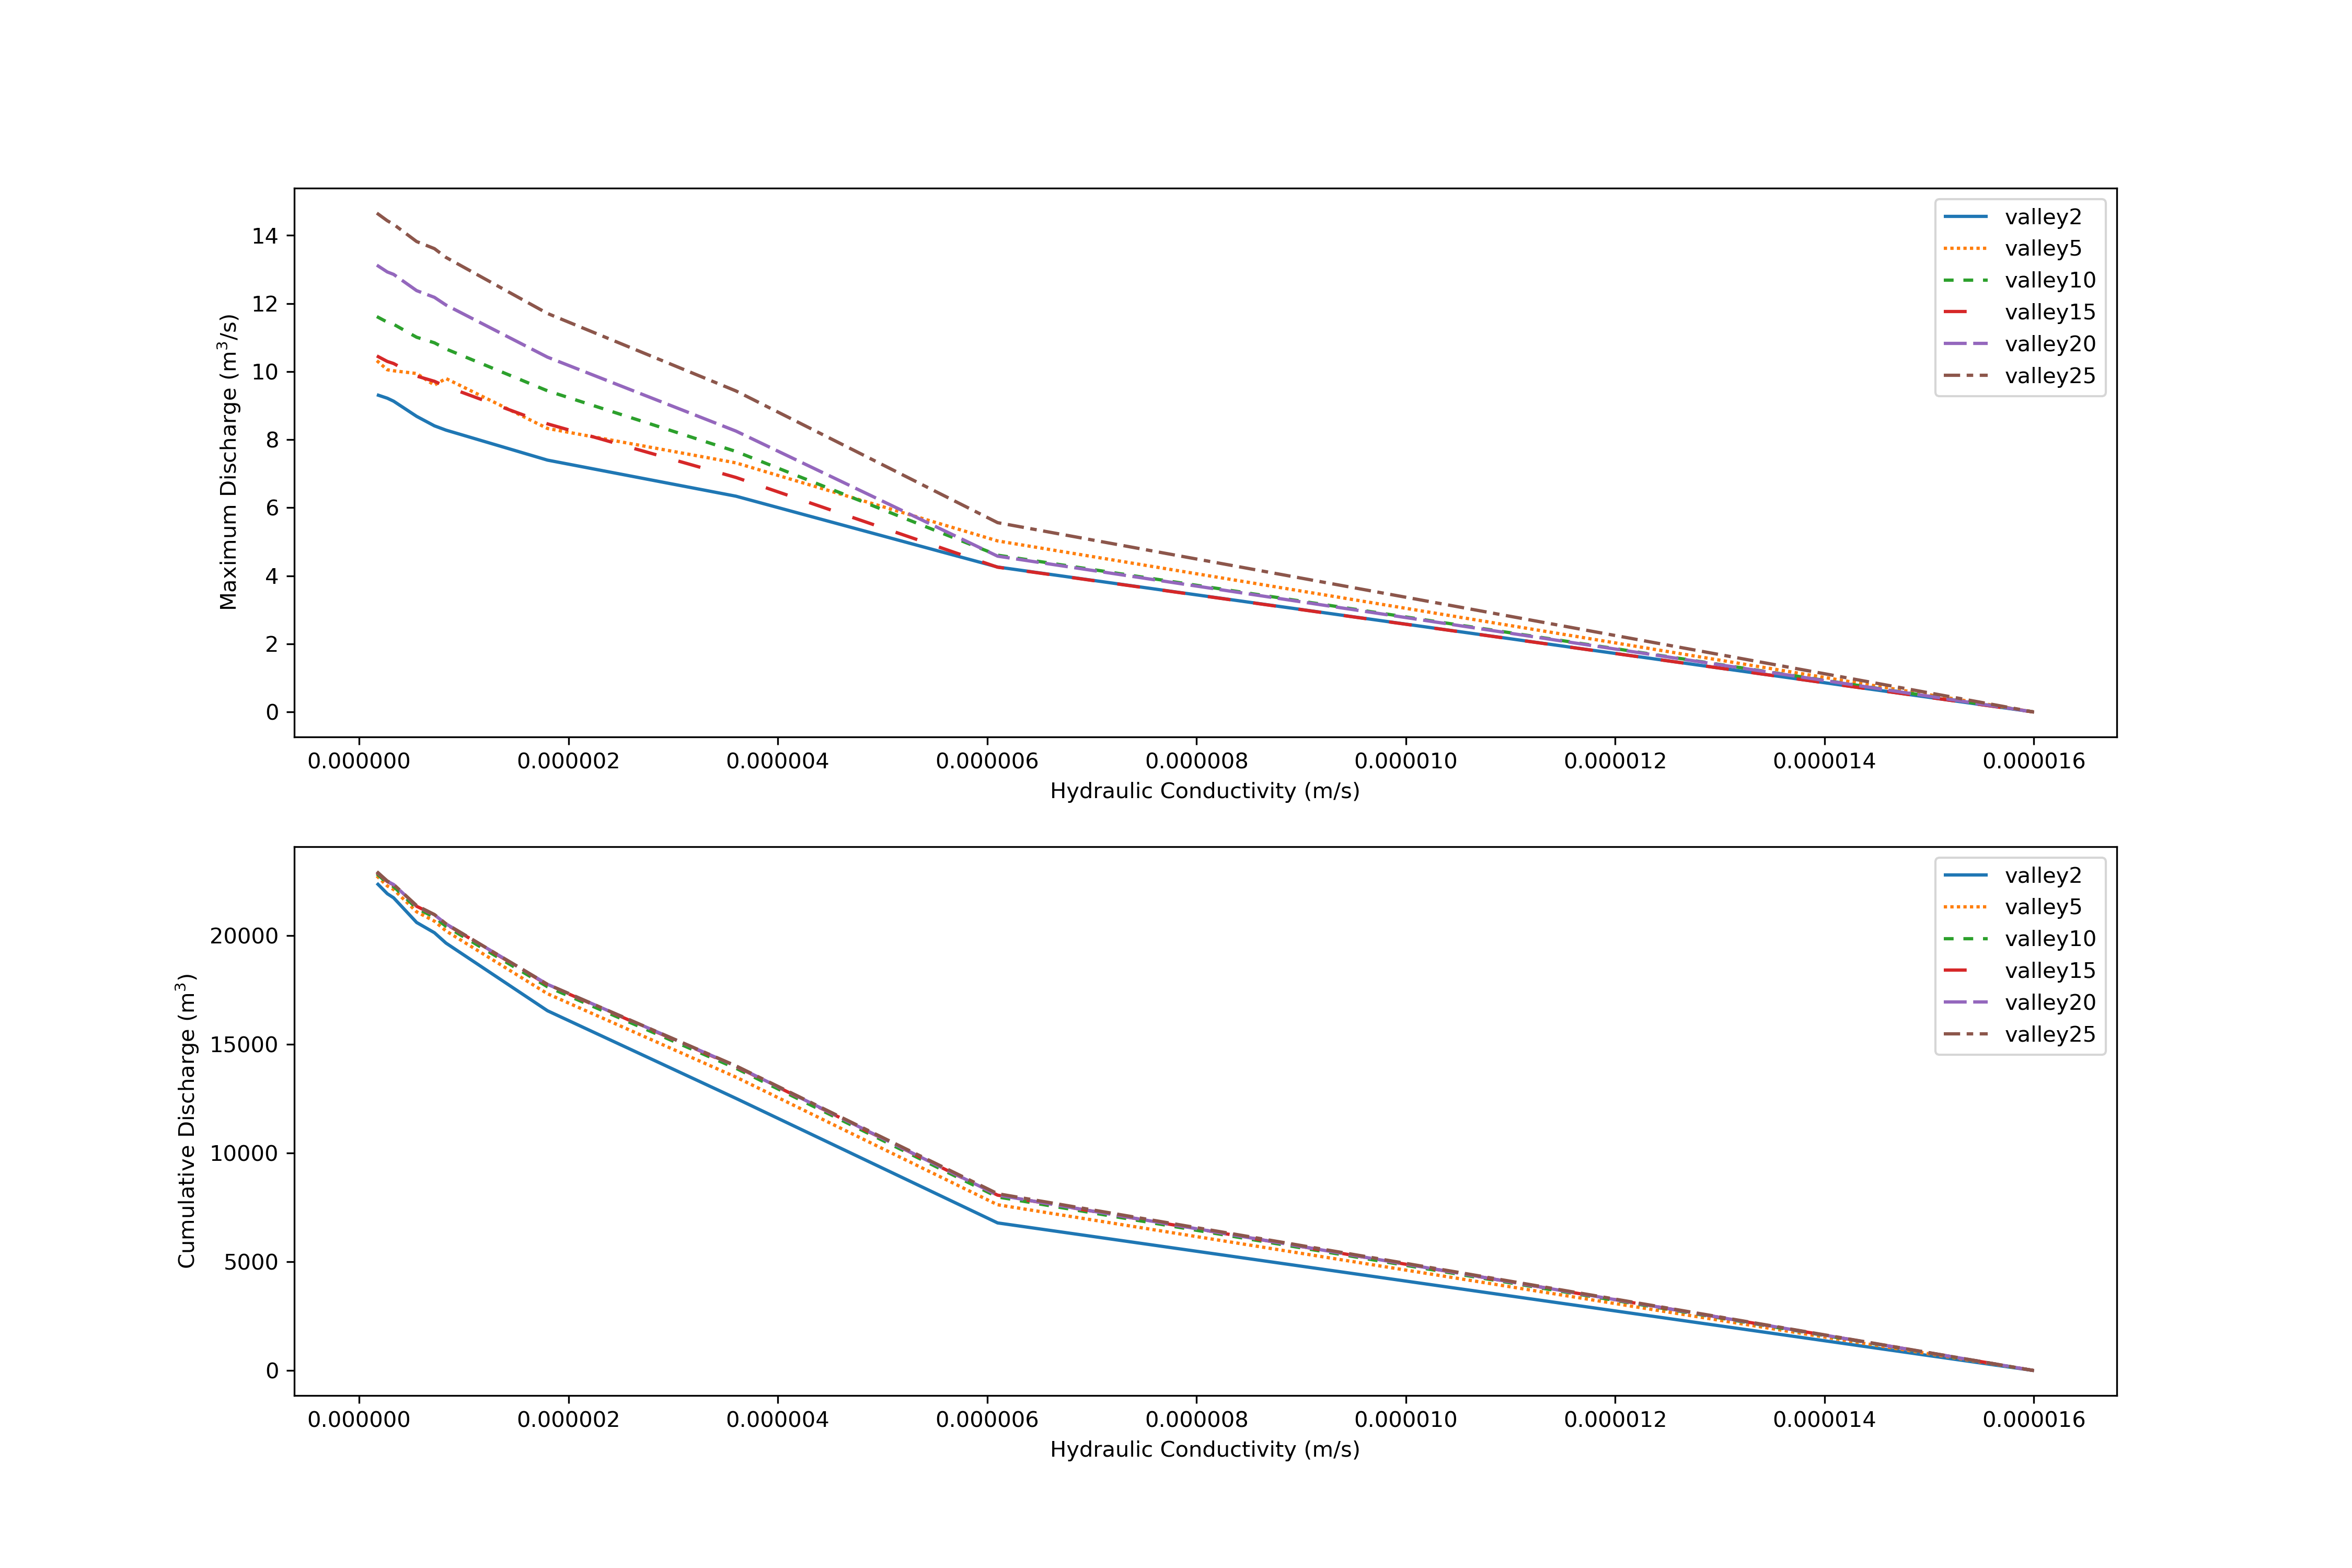 14
12
10
8
6
4
2
0
Maximum Discharge (m³/s)
valley2
valley5
valley10
valley15
valley20
valley25
0.000000 0.000002 0.000004 0.000006 0.000008 0.000010 0.000012 0.000014 0.000016
Hydraulic Conductivity (m/s)
20000
15000
10000
5000
0
Cumulative Discharge (m³)
valley2
valley5
valley10
valley15
valley20
valley25
0.000000 0.000002 0.000004 0.000006 0.000008 0.000010 0.000012 0.000014 0.000016
Hydraulic Conductivity (m/s)